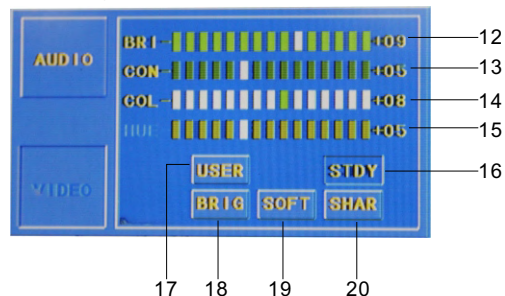 AUDIO
BRI- +09 12
CON- +05 13
COL- +08 14
HUE +05 15
VIDEO
USER STDY 16
BRIG SOFT SHAR
17 18 19 20